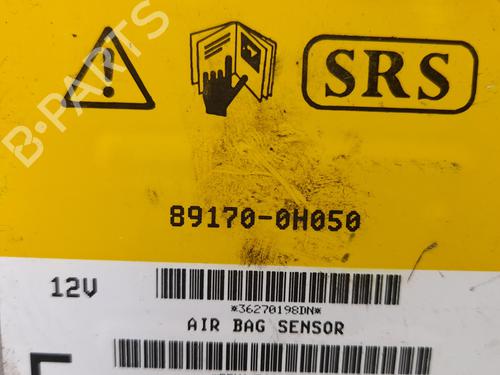 B-PARTS
SRS
89170-0H050
12V
*36270198DN*
AIR BAG SENSOR